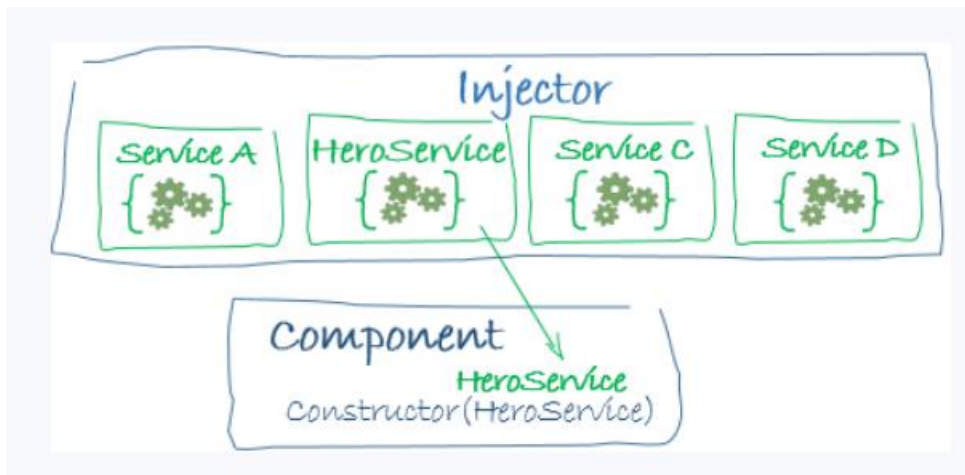 Injector
Service A
HeroService
Service C
Service D
Component
HeroService
Constructor(HeroService)